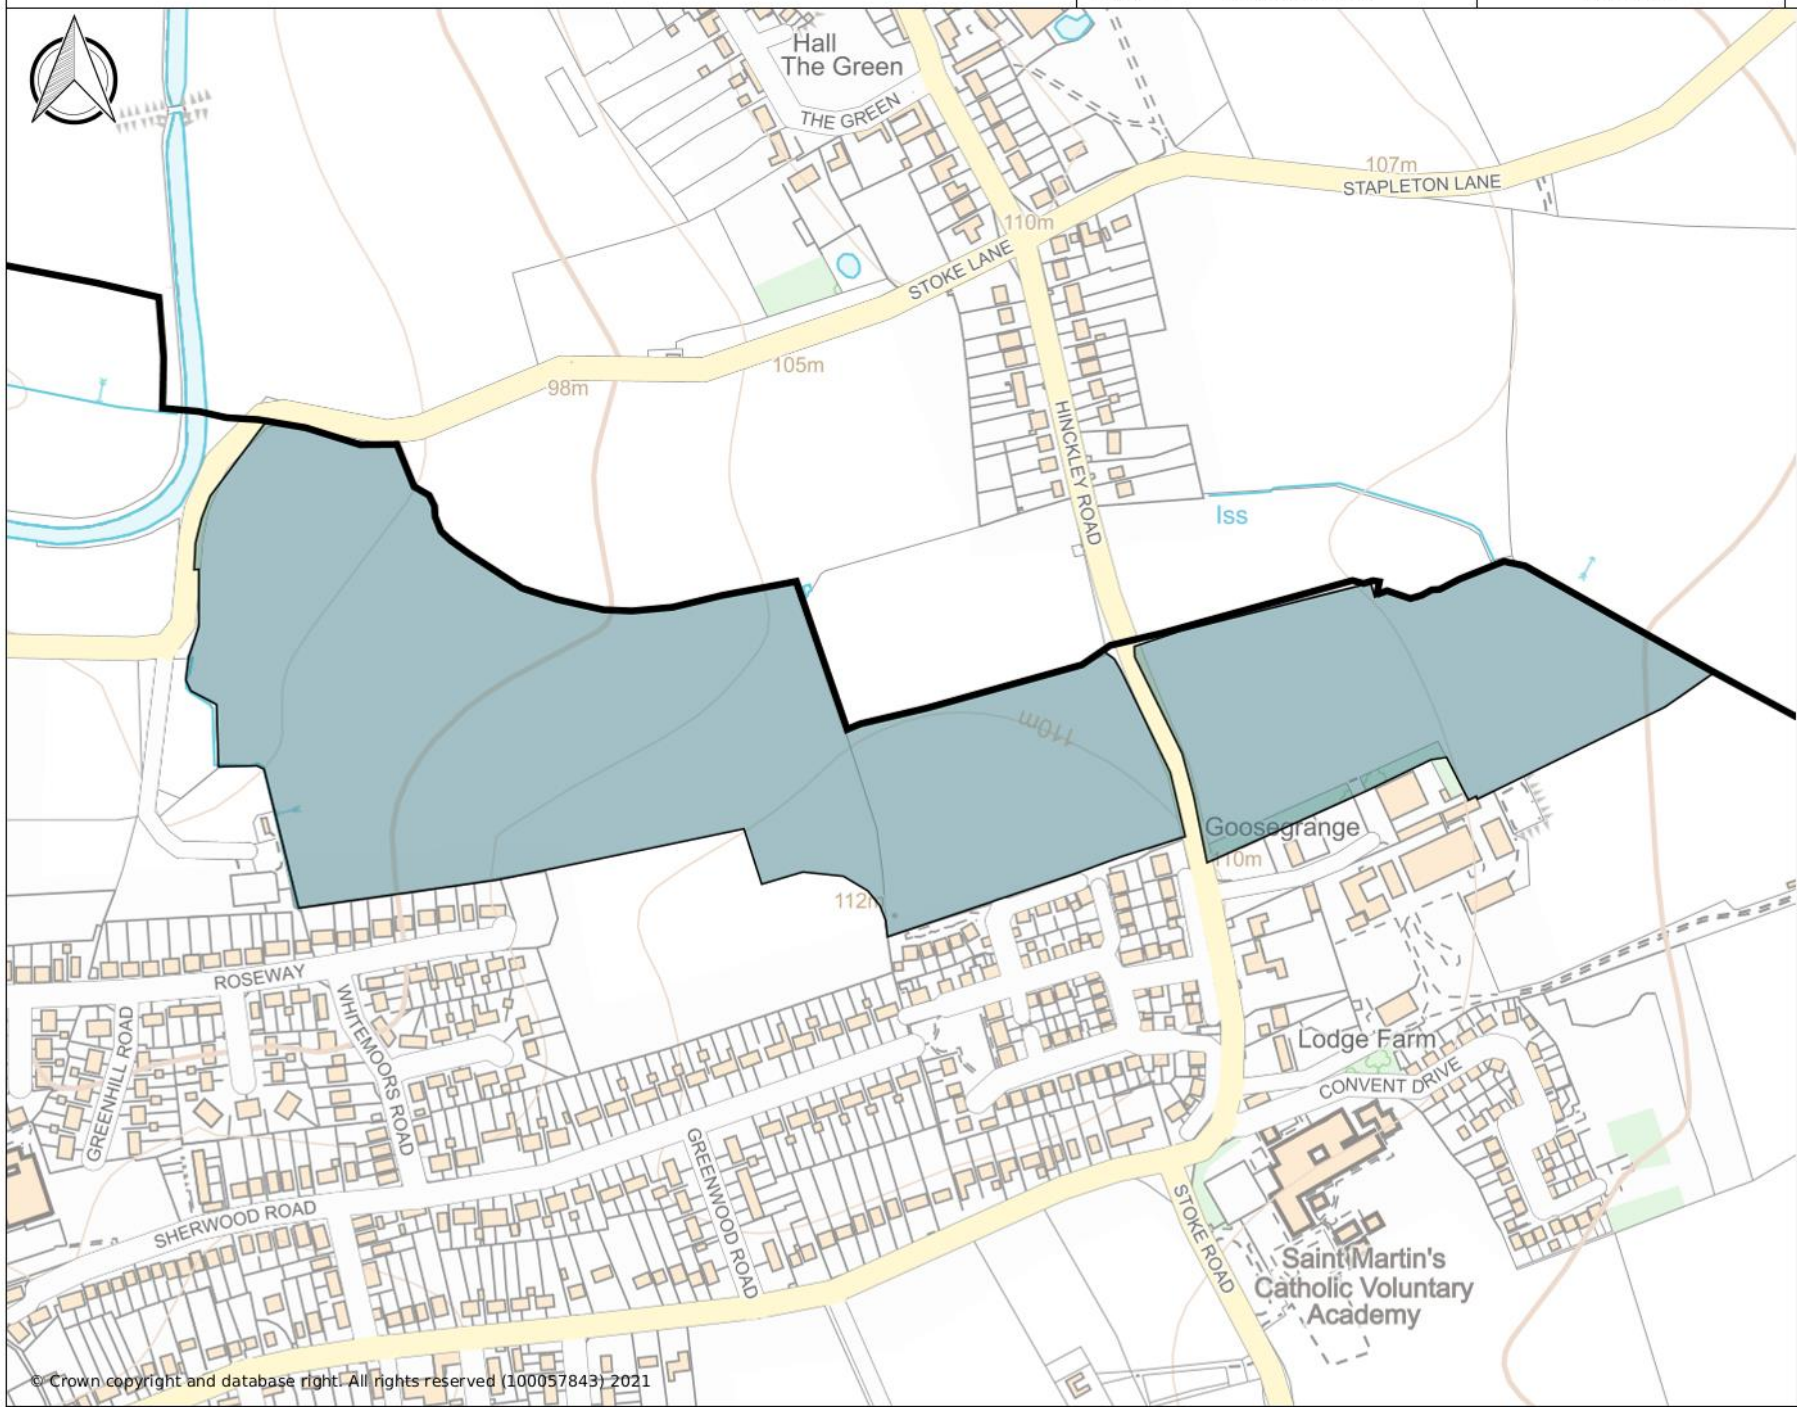 Hall
The Green
THE GREEN
107m
STAPLETON LANE
110m
STOKE LANE
105m
98m
HINCKLEY ROAD
Iss
110m
Goosegrange
110m
112m
ROSEWAY
WHITEMOORS ROAD
GREENHILL ROAD
Lodge Farm
CONVENT DRIVE
GREENWOOD ROAD
SHERWOOD ROAD
STOKE ROAD
Saint Martin's
Catholic Voluntary
Academy
© Crown copyright and database right. All rights reserved (100057843) 2021